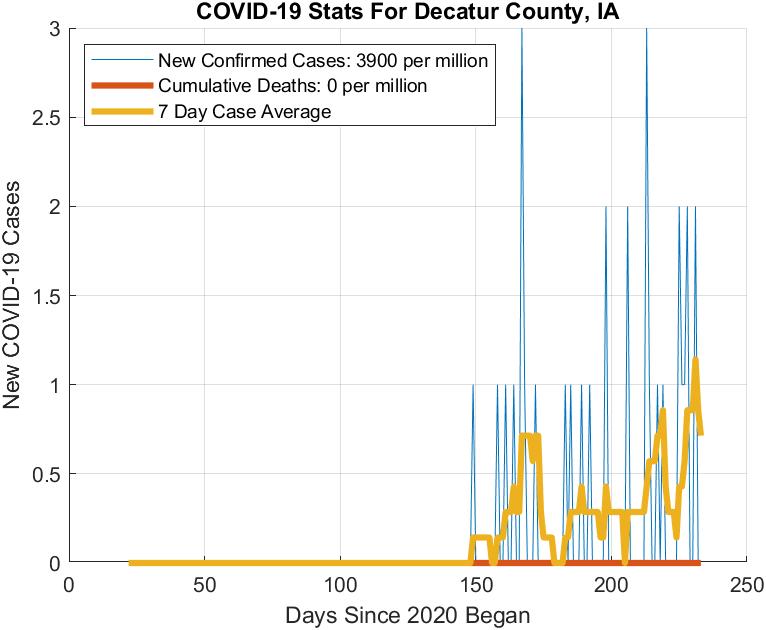 COVID-19 Stats For Decatur County, IA
New Confirmed Cases: 3900 per million
Cumulative Deaths: 0 per million
7 Day Case Average
New COVID-19 Cases
3
2.5
2
1.5
1
0.5
0
0 50 100 150 200 250
Days Since 2020 Began